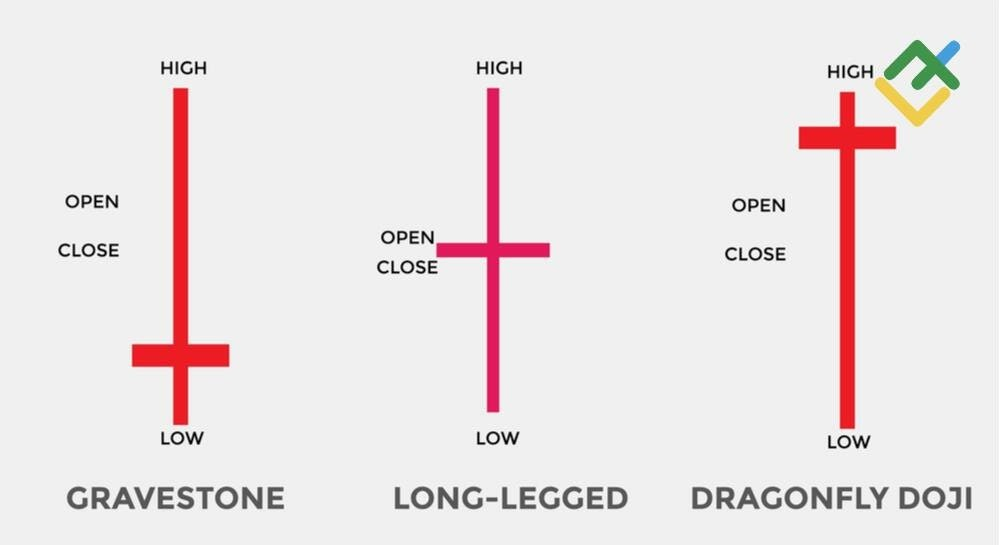 HIGH
OPEN
CLOSE
LOW
GRAVESTONE
HIGH
OPEN
CLOSE
LOW
LONG-LEGGED
HIGH
OPEN
CLOSE
LOW
DRAGONFLY DOJI